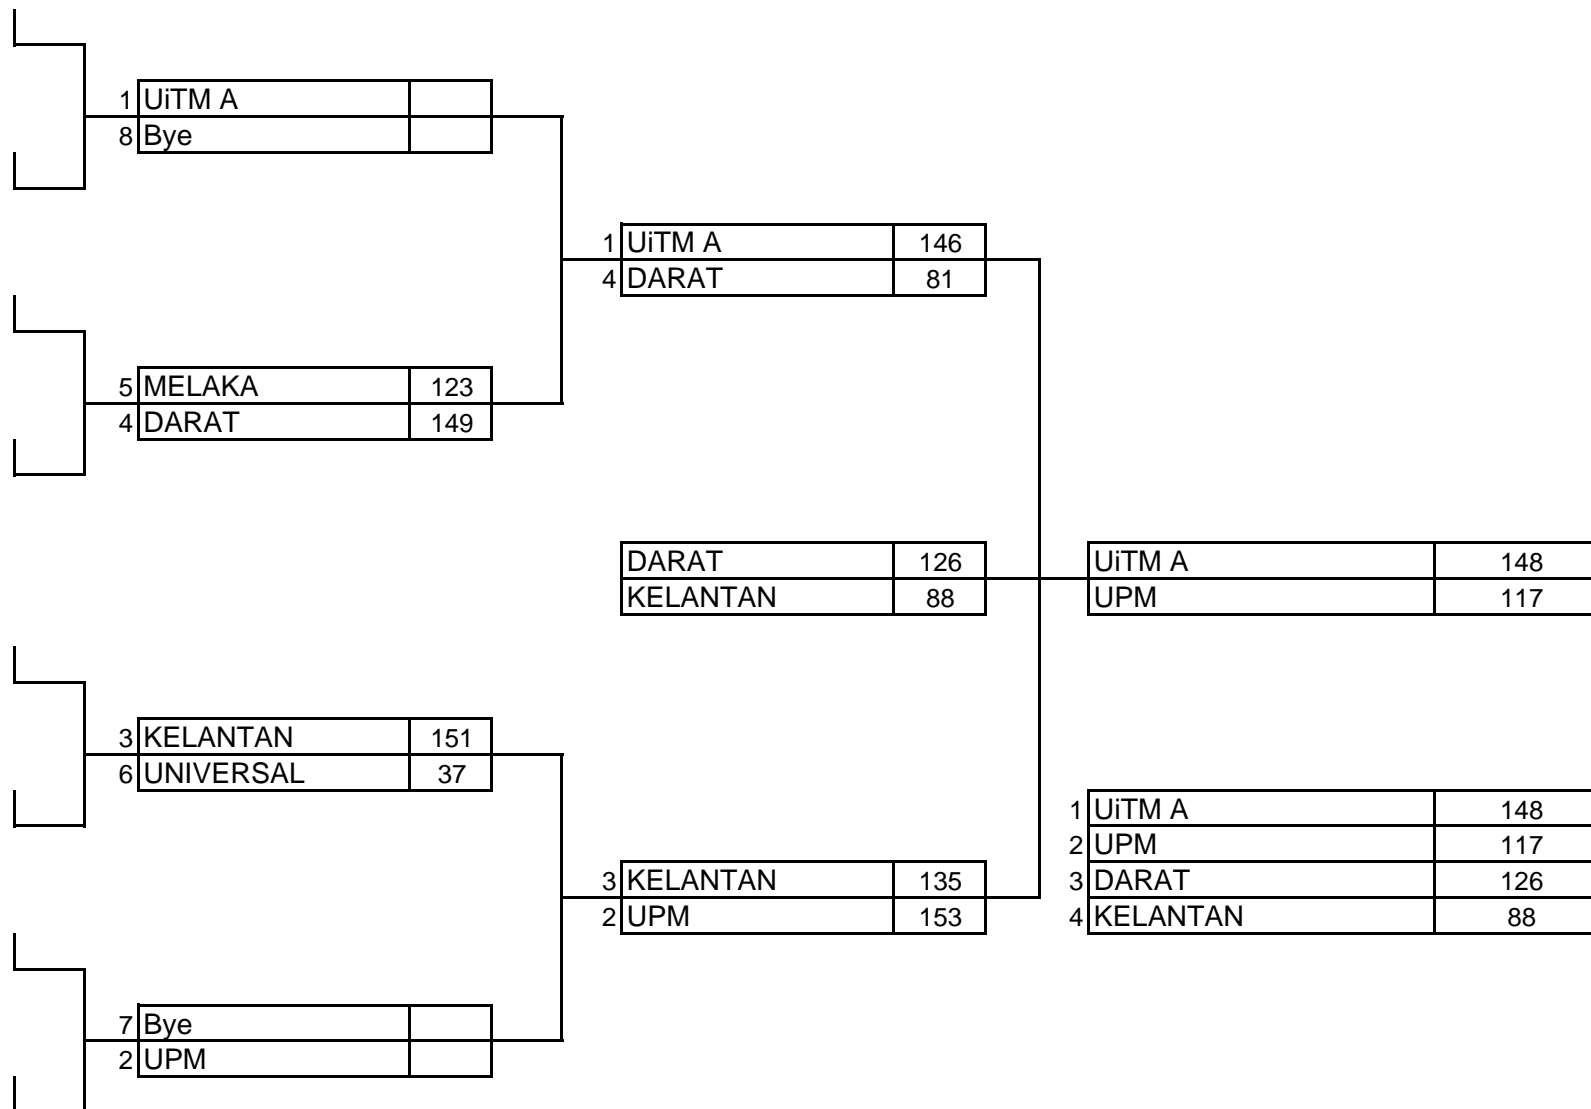 1 UiTM A
8 Bye
1 UiTM A 146
4 DARAT 81
5 MELAKA 123
4 DARAT 149
DARAT 126
KELANTAN 88
UiTM A 148
UPM 117
3 KELANTAN 151
6 UNIVERSAL 37
3 KELANTAN 135
2 UPM 153
1 UiTM A 148
2 UPM 117
3 DARAT 126
4 KELANTAN 88
7 Bye
2 UPM